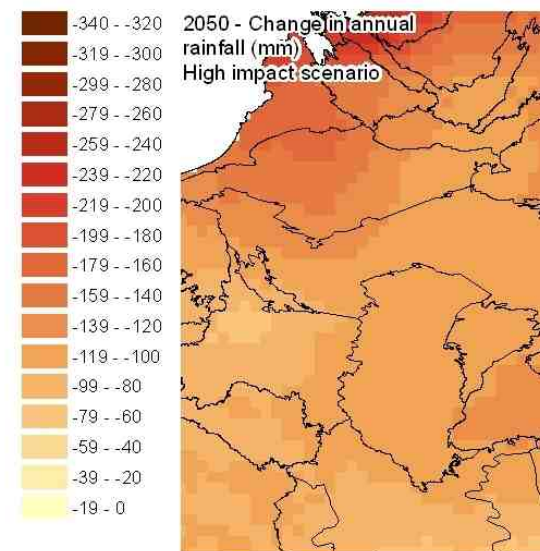 2050 - Change in annual
rainfall (mm)
High impact scenario
-340 - -320
-319 - -300
-299 - -280
-279 - -260
-259 - -240
-239 - -220
-219 - -200
-199 - -180
-179 - -160
-159 - -140
-139 - -120
-119 - -100
-99 - -80
-79 - -60
-59 - -40
-39 - -20
-19 - 0